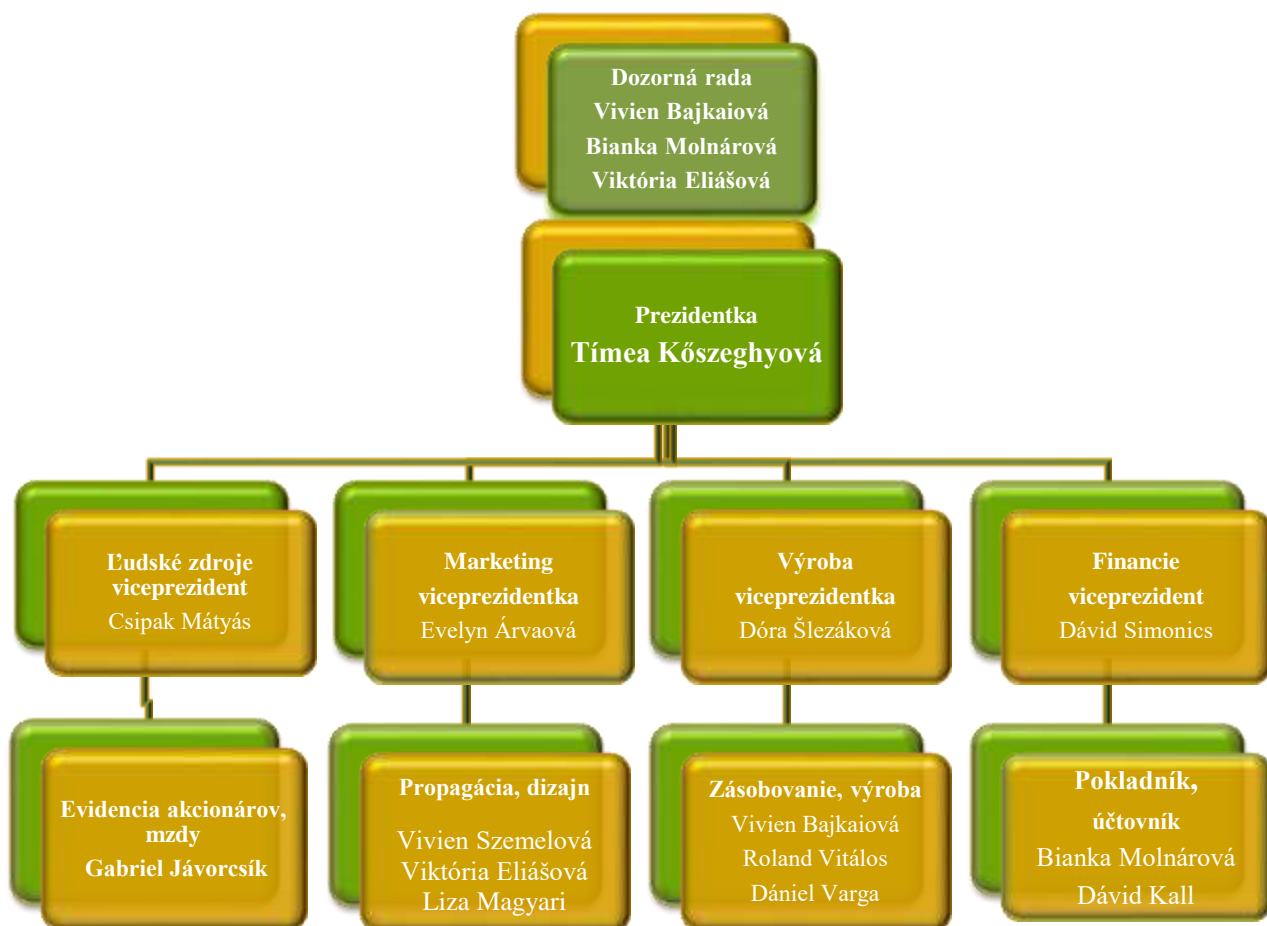 Dozorná rada
Vivien Bajkaiová
Bianka Molnárová
Viktória Eliášová
Prezidentka
Tímea Kőszeghyová
Ľudské zdroje
viceprezident
Csipak Mátyás
Marketing
viceprezidentka
Evelyn Árvaová
Výroba
viceprezidentka
Dóra Šlezáková
Financie
viceprezident
Dávid Simonics
Evidencia akcionárov,
mzdy
Gabriel Jávorcsík
Propagácia, dizajn
Vivien Szemelová
Viktória Eliášová
Liza Magyari
Zásobovanie, výroba
Vivien Bajkaiová
Roland Vitálos
Dániel Varga
Pokladník,
účtovník
Bianka Molnárová
Dávid Kall